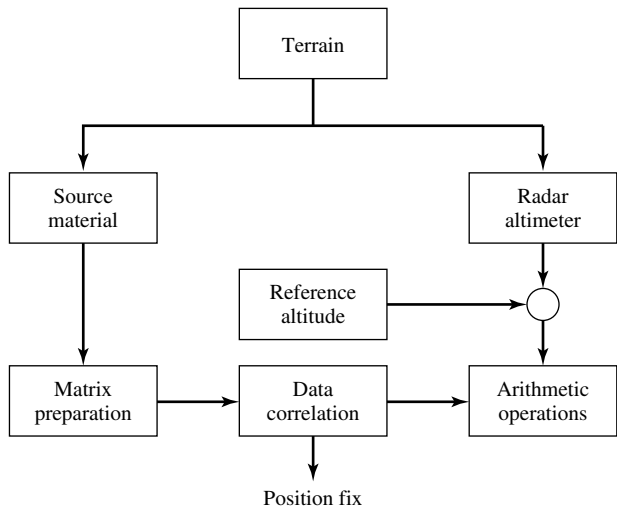 Terrain
Source
material
Radar
altimeter
Reference
altitude
Matrix
preparation
Data
correlation
Arithmetic
operations
Position fix